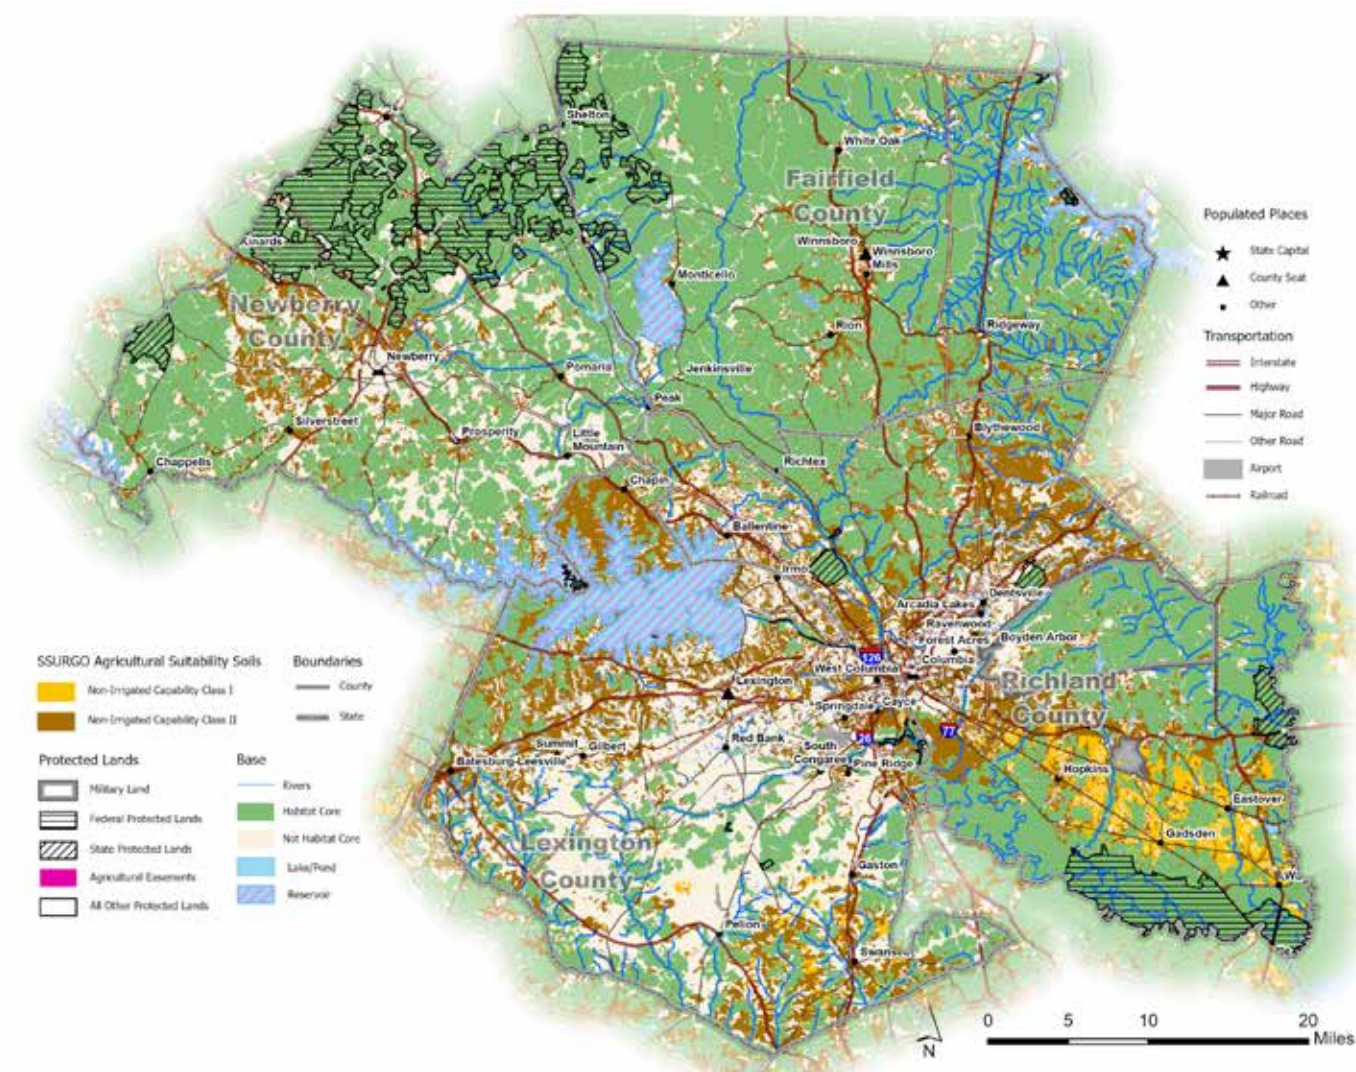 Shelton
White Oak
Fairfield
County
Winnsboro
Winnsboro
Mills
Kinards
Monticello
Newberry
County
Rion
Ridgeway
Newberry
Pomaria
Jenkinsville
Peak
Silverstreet
Prosperity
Little
Mountain
Blythewood
Chappells
Richtex
Chapin
Ballentine
Irmo
Dentsville
Arcadia Lakes
Ravenwood
Forest Acres
Boyden Arbor
126
Columbia
West Columbia
Lexington
Richland
County
Springdale
Cayce
77
26
Red Bank
South
Congaree
Pine Ridge
Summit
Gilbert
Batesburg-Leesville
Hopkins
Eastover
Gadsden
Lexington
County
Gaston
Pelion
Swansea
Populated Places
State Capital
County Seat
Other
Transportation
Interstate
Highway
Major Road
Other Road
Airport
Railroad
SSURGO Agricultural Suitability Soils
Non-Irrigated Capability Class I
Non-Irrigated Capability Class II
Boundaries
County
State
Protected Lands
Military Land
Federal Protected Lands
State Protected Lands
Agricultural Easements
All Other Protected Lands
Base
Rivers
Habitat Core
Not Habitat Core
Lake/Pond
Reservoir
N
0 5 10 20
Miles